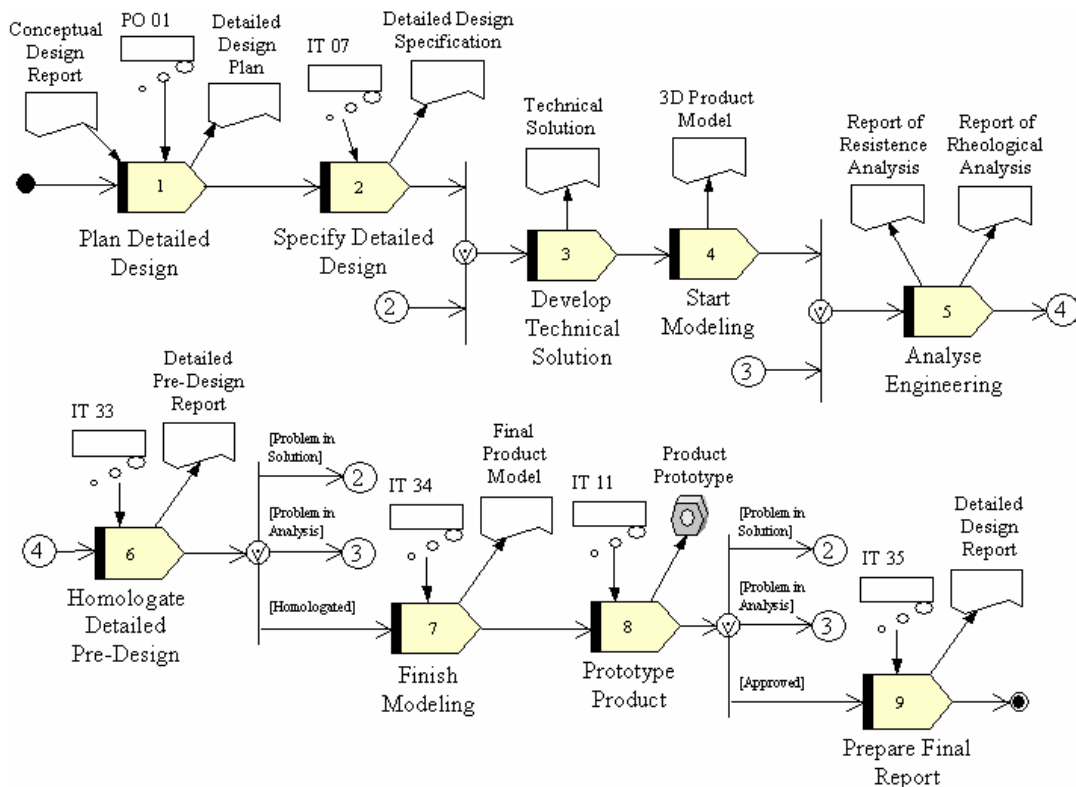 Conceptual
Design
Report
PO 01
Detailed
Design
Plan
IT 07
Detailed Design
Specification
1
Plan Detailed
Design
2
Specify Detailed
Design
2
Technical
Solution
3
Develop
Technical
Solution
3D Product
Model
4
Start
Modeling
3
Report of
Resistence
Analysis
Report of
Rheological
Analysis
5
Analyse
Engineering
4
4
IT 33
Detailed
Pre-Design
Report
6
Homologate
Detailed
Pre-Design
[Problem in
Solution]
2
[Problem in
Analysis]
3
[Homologated]
IT 34
Final
Product
Model
7
Finish
Modeling
IT 11
Product
Prototype
8
Prototype
Product
[Problem in
Solution]
2
[Problem in
Analysis]
3
[Approved]
IT 35
Detailed
Design
Report
9
Prepare Final
Report